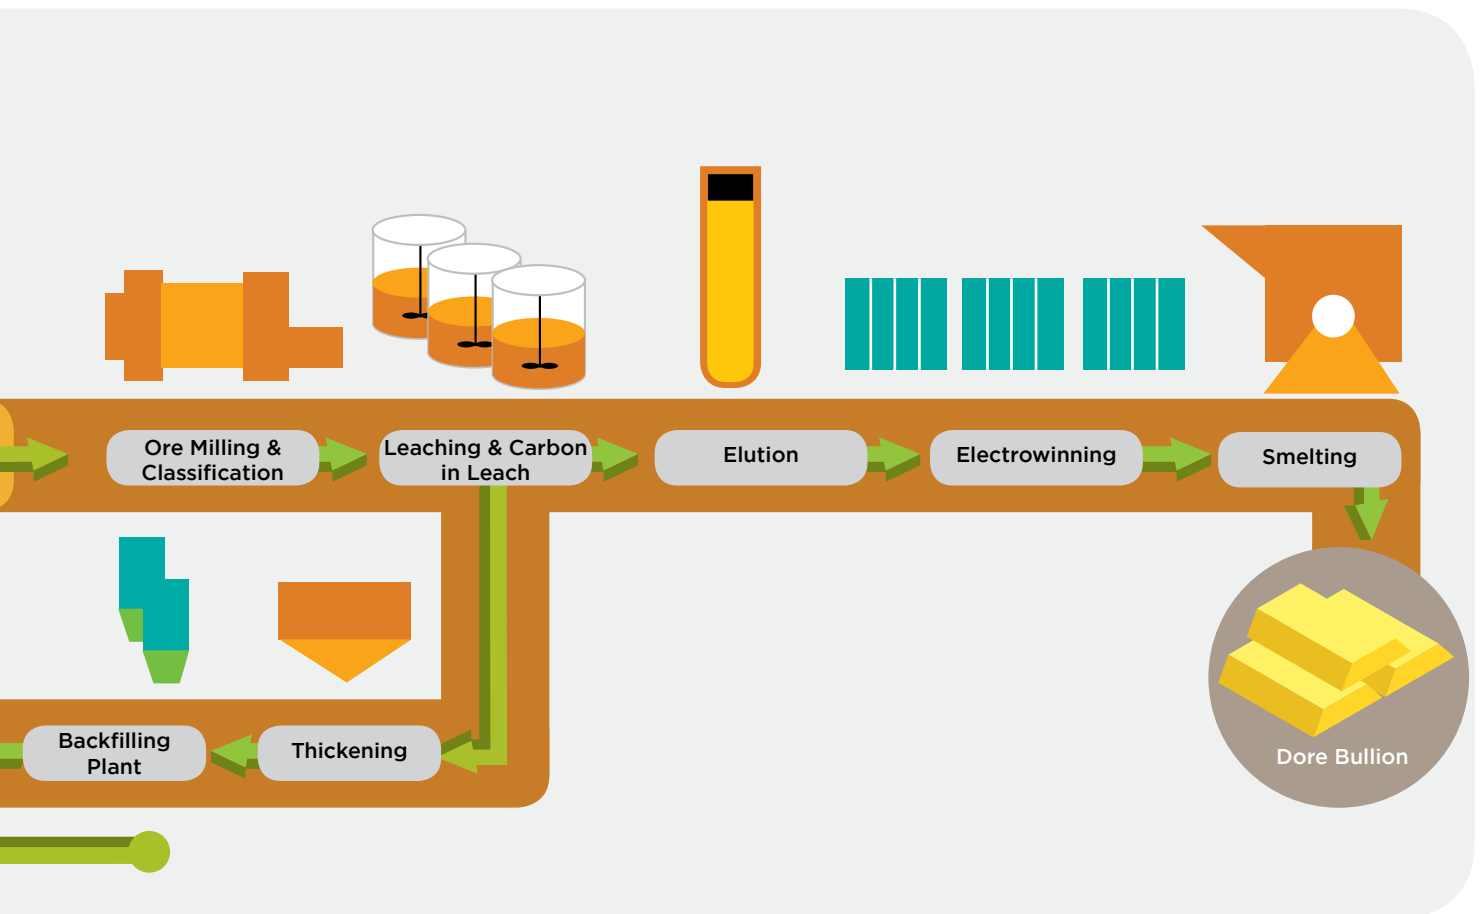 Ore Milling &
Classification
Leaching & Carbon
in Leach
Elution
Electrowinning
Smelting
Backfilling
Plant
Thickening
Dore Bullion